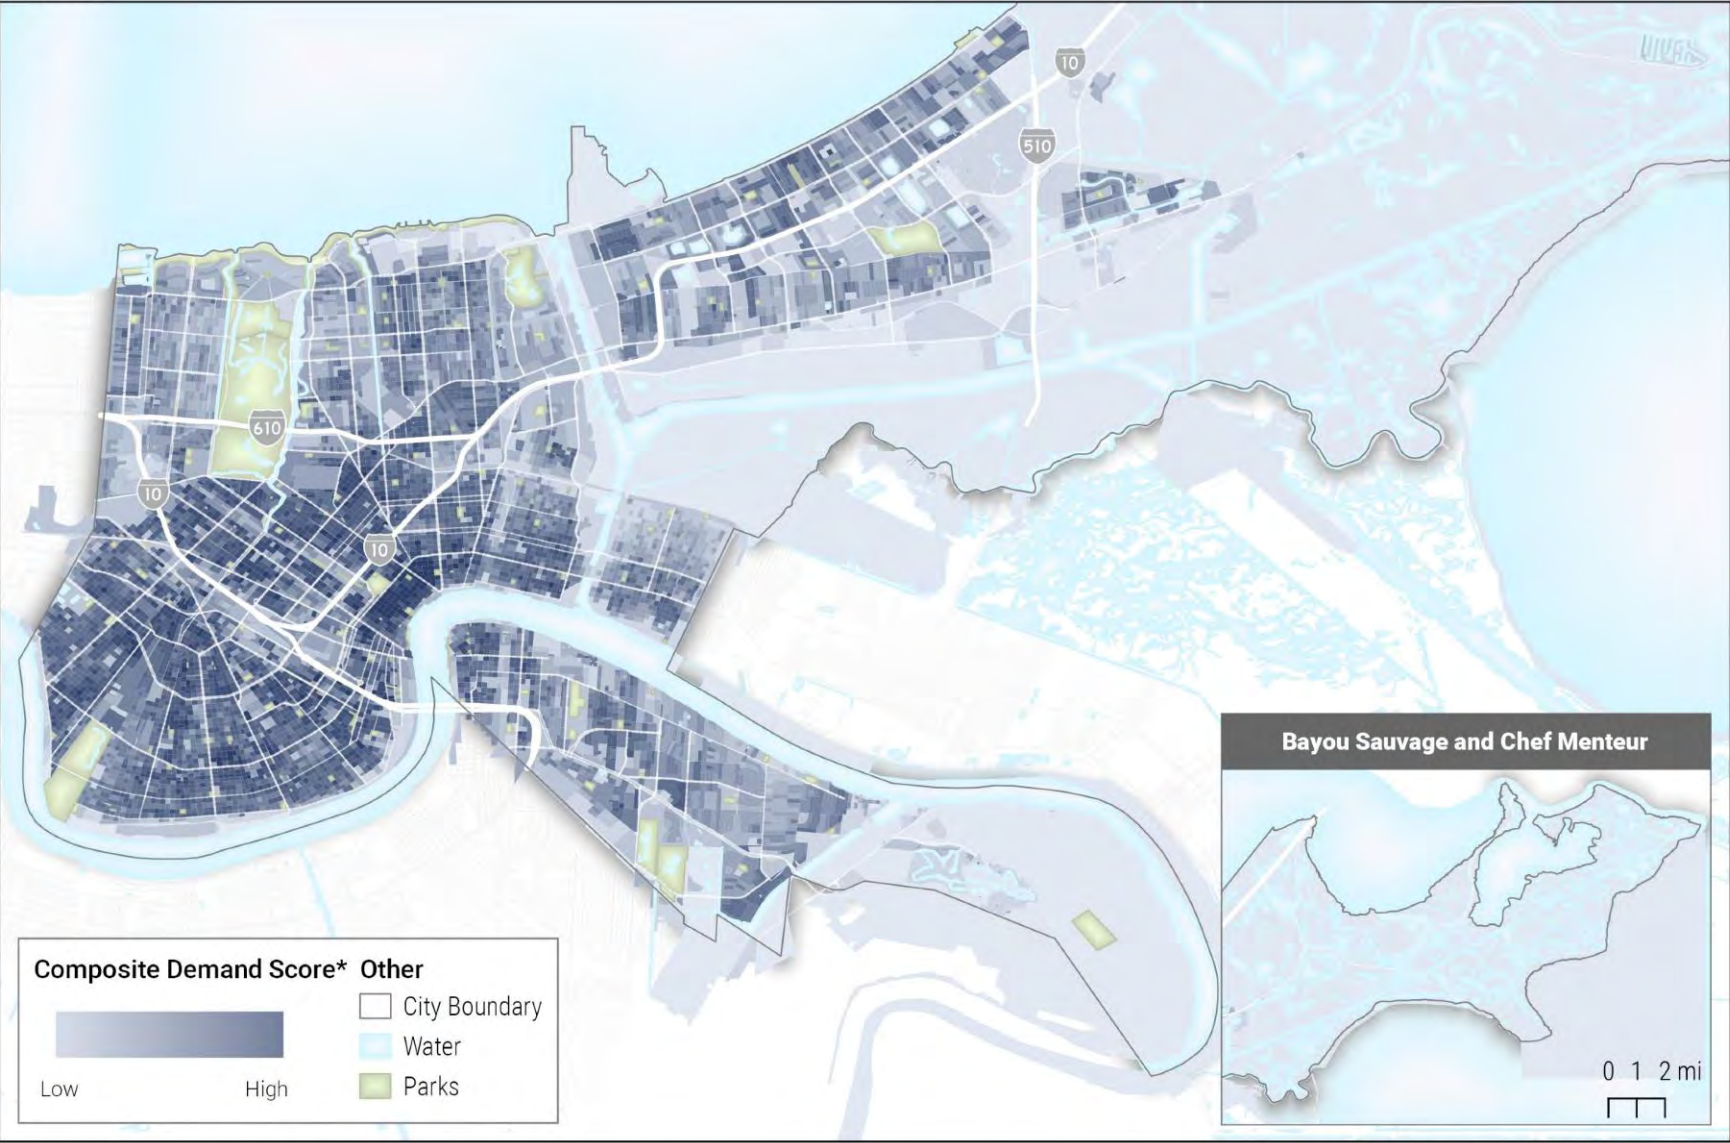 10
510
610
10
10
Bayou Sauvage and Chef Menteur
0 1 2 mi
Composite Demand Score* Other
City Boundary
Water
Parks
Low High